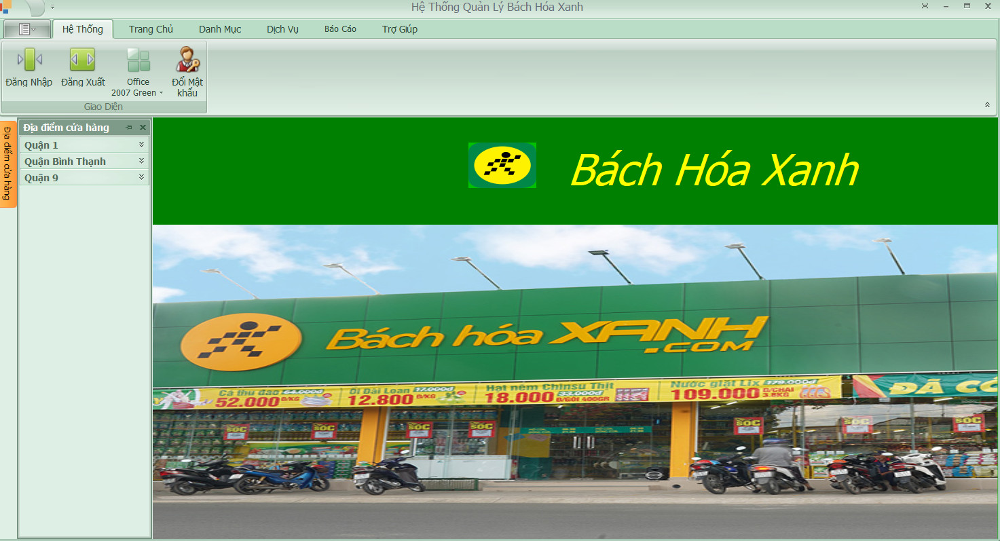 Hệ Thống Quản Lý Bách Hóa Xanh
Hệ Thống
Trang Chủ
Danh Mục
Dịch Vụ
Báo Cáo
Trợ Giúp
Đăng Nhập
Đăng Xuất
Office
2007 Green
Đổi Mật
khẩu
Giao Diện
Địa điểm cửa hàng
Địa điểm cửa hàng
Quận 1
Quận Bình Thạnh
Quận 9
Bách Hóa Xanh
Bách hóa XANH
.COM
Cá thu đao 64.000đ
52.000 Đ/KG
Ổi Đài Loan 17.000đ
12.800 Đ/KG
Hạt nêm Chinsu Thịt
18.000 33.000đ
Đ/GÓI 400GR
Nước giặt Lix 179.000đ
109.000 Đ/CHAI
3.8KG
ĐÃ CÓ
SỐC
SỐC
SỐC
SỐC
SỐC
SỐC
SỐC